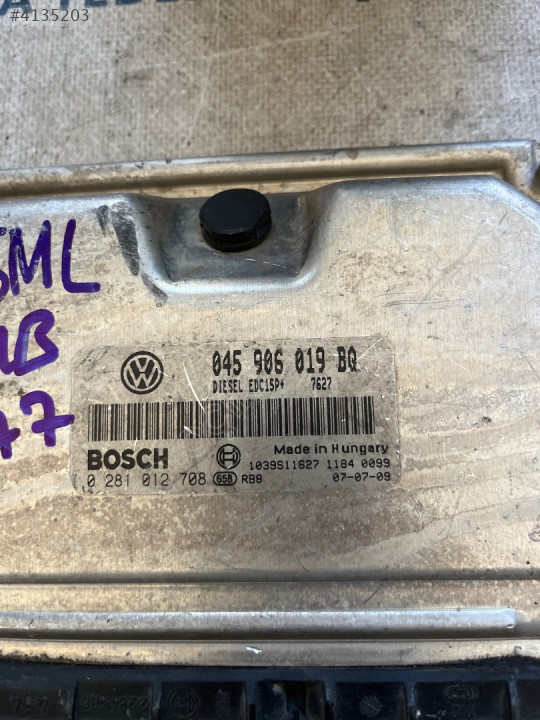 #4135203
045 906 019 BQ
DIESEL EDC15P+ 7627
BOSCH
Made in Hungary
1039S11627 1184 0099
0 281 012 708 658 RB8 07-07-09